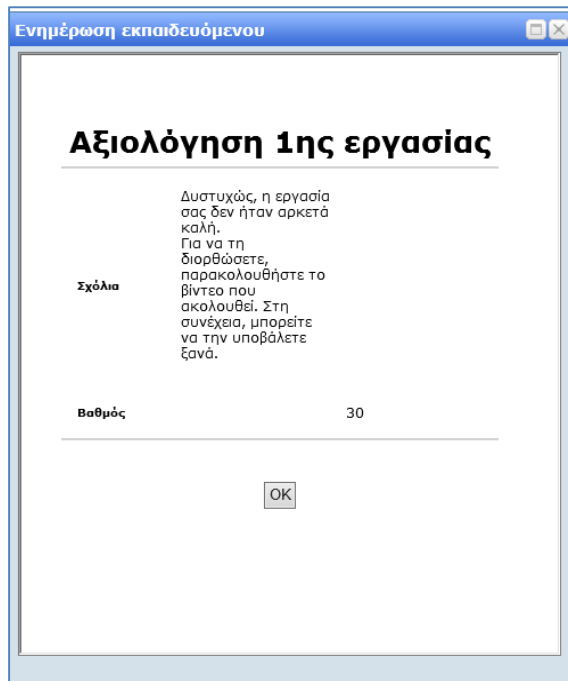 Ενημέρωση εκπαιδευόμενου
Αξιολόγηση 1ης εργασίας
Δυστυχώς, η εργασία
σας δεν ήταν αρκετά
καλή.
Για να τη
διορθώσετε,
παρακολουθήστε το
Σχόλια
βίντεο που
ακολουθεί. Στη
συνέχεια, μπορείτε
να την υποβάλετε
ξανά.
Βαθμός 30
OK